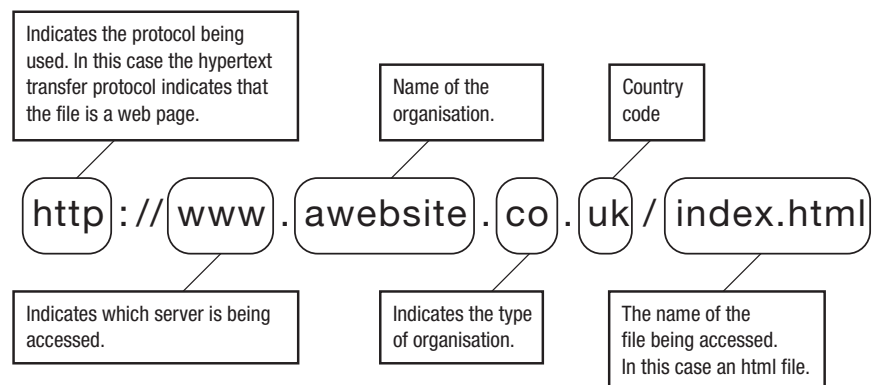 Indicates the protocol being
used. In this case the hypertext
transfer protocol indicates that
the file is a web page.
Name of the
organisation.
Country
code
http://www.awebsite.co.uk/index.html
Indicates which server is being
accessed.
Indicates the type
of organisation.
The name of the
file being accessed.
In this case an html file.